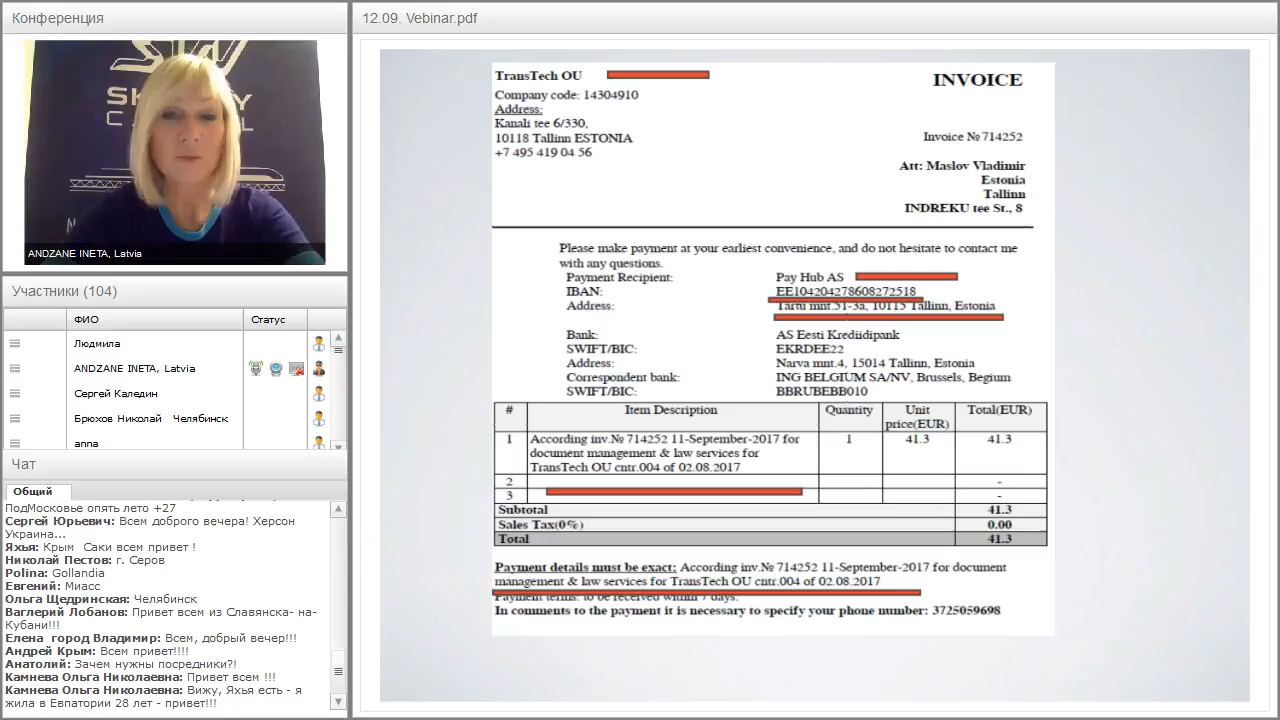 Конференция
ANDZANE INETA, Latvia
Участники (104)
ФИО
Статус
Людмила
ANDZANE INETA, Latvia
Сергей Каледин
Брюхов Николай Челябинск
anna
Чат
Общий
ПодМосковье опять лето +27
Сергей Юрьевич: Всем доброго вечера! Херсон
Украина...
Яхья: Крым Саки всем привет !
Николай Пестов: г. Серов
Polina: Gollandia
Евгений: Миасс
Ольга Щедринская: Челябинск
Ваглерий Лобанов: Привет всем из Славянска- на-
Кубани!!!
Елена город Владимир: Всем, добрый вечер!!!
Андрей Крым: Всем привет!!!!
Анатолий: Зачем нужны посредники?!
Камнева Ольга Николаевна: Привет всем !!!
Камнева Ольга Николаевна: Вижу, Яхья есть - я
жила в Евпатории 28 лет - привет!!!
12.09. Vebinar.pdf
TransTech OU
INVOICE
Company code: 14304910
Address:
Kanali tee 6/330,
10118 Tallinn ESTONIA
+7 495 419 04 56
Invoice № 714252
Att: Maslov Vladimir
Estonia
Tallinn
INDREKU tee St., 8
Please make payment at your earliest convenience, and do not hesitate to contact me
with any questions.
Payment Recipient: Pay Hub AS
IBAN: EE104204278608272518
Address: Tartu mnt.51-3a, 10115 Tallinn, Estonia
Bank: AS Eesti Krediidipank
SWIFT/BIC: EKRDEE22
Address: Narva mnt.4, 15014 Tallinn, Estonia
Correspondent bank: ING BELGIUM SA/NV, Brussels, Begium
SWIFT/BIC: BBRUBEBB010
# Item Description Quantity Unit price(EUR) Total(EUR)
1 According inv.№ 714252 11-September-2017 for 1 41.3 41.3
document management & law services for
TransTech OU cntr.004 of 02.08.2017
2 -
3 -
Subtotal 41.3
Sales Tax(0%) 0.00
Total 41.3
Payment details must be exact: According inv.№ 714252 11-September-2017 for document
management & law services for TransTech OU cntr.004 of 02.08.2017
Payment terms: to be received within 7 days.
In comments to the payment it is necessary to specify your phone number: 3725059698